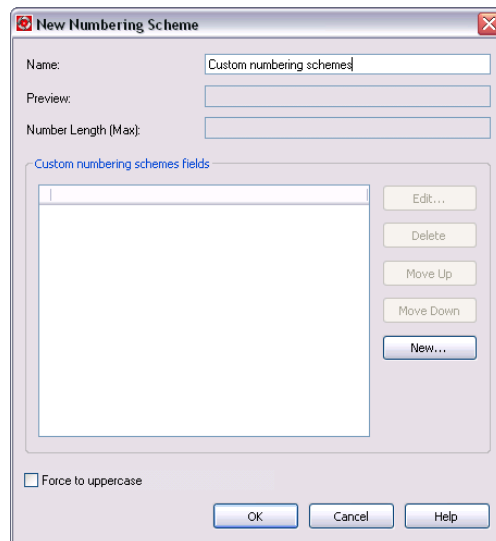 New Numbering Scheme
Name: Custom numbering schemes
Preview:
Number Length (Max):
Custom numbering schemes fields
Edit...
Delete
Move Up
Move Down
New...
Force to uppercase
OK Cancel Help